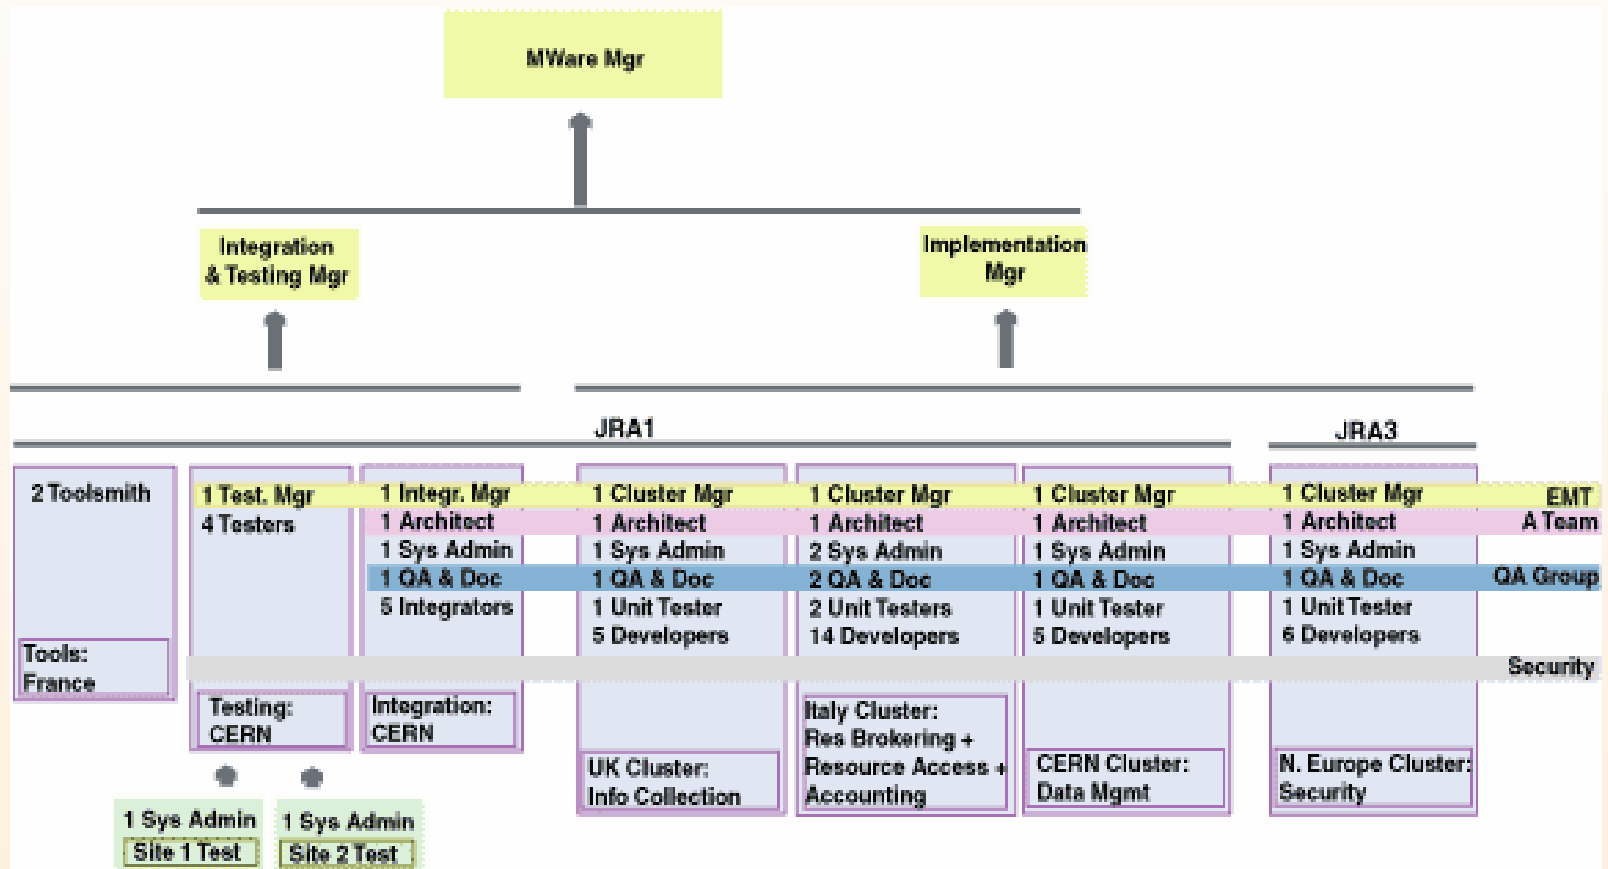 MWare Mgr
Integration
& Testing Mgr
Implementation
Mgr
JRA1
JRA3
2 Toolsmith
Tools:
France
1 Test. Mgr
4 Testers
Testing:
CERN
1 Integr. Mgr
1 Architect
1 Sys Admin
1 QA & Doc
5 Integrators
Integration:
CERN
1 Cluster Mgr
1 Architect
1 Sys Admin
1 QA & Doc
1 Unit Tester
5 Developers
UK Cluster:
Info Collection
1 Cluster Mgr
1 Architect
2 Sys Admin
2 QA & Doc
2 Unit Testers
14 Developers
Italy Cluster:
Res Brokering +
Resource Access +
Accounting
1 Cluster Mgr
1 Architect
1 Sys Admin
1 QA & Doc
1 Unit Tester
5 Developers
CERN Cluster:
Data Mgmt
1 Cluster Mgr
1 Architect
1 Sys Admin
1 QA & Doc
1 Unit Tester
6 Developers
N. Europe Cluster:
Security
EMT
A Team
QA Group
Security
1 Sys Admin
Site 1 Test
1 Sys Admin
Site 2 Test